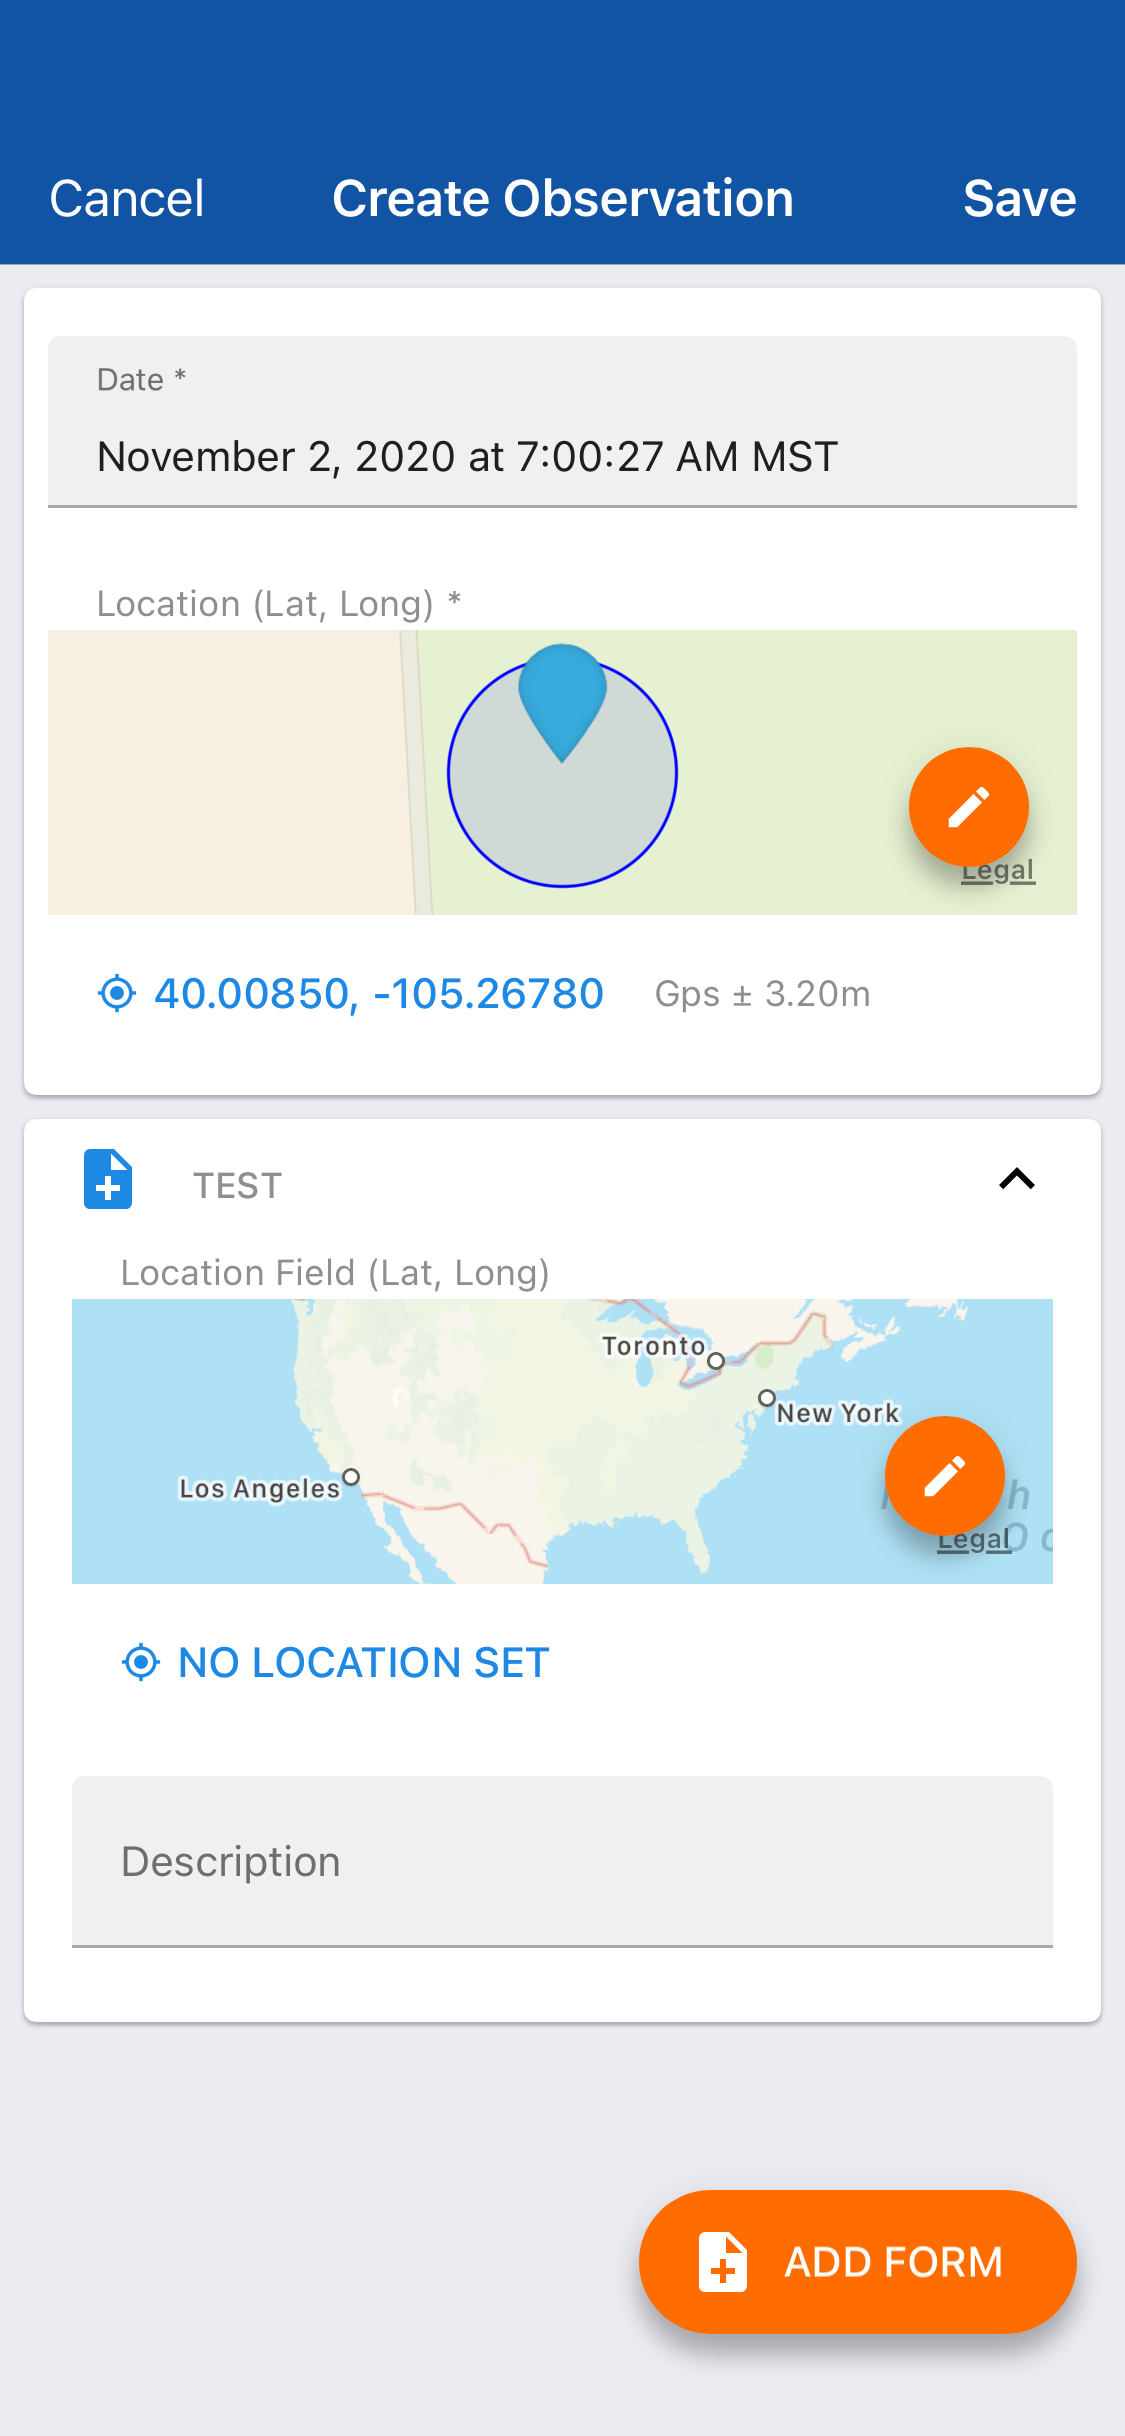 Cancel Create Observation Save
Date *
November 2, 2020 at 7:00:27 AM MST
Location (Lat, Long) *
Legal
40.00850, -105.26780 Gps ± 3.20m
TEST
Location Field (Lat, Long)
Toronto
New York
Los Angeles
Legal
NO LOCATION SET
Description
ADD FORM